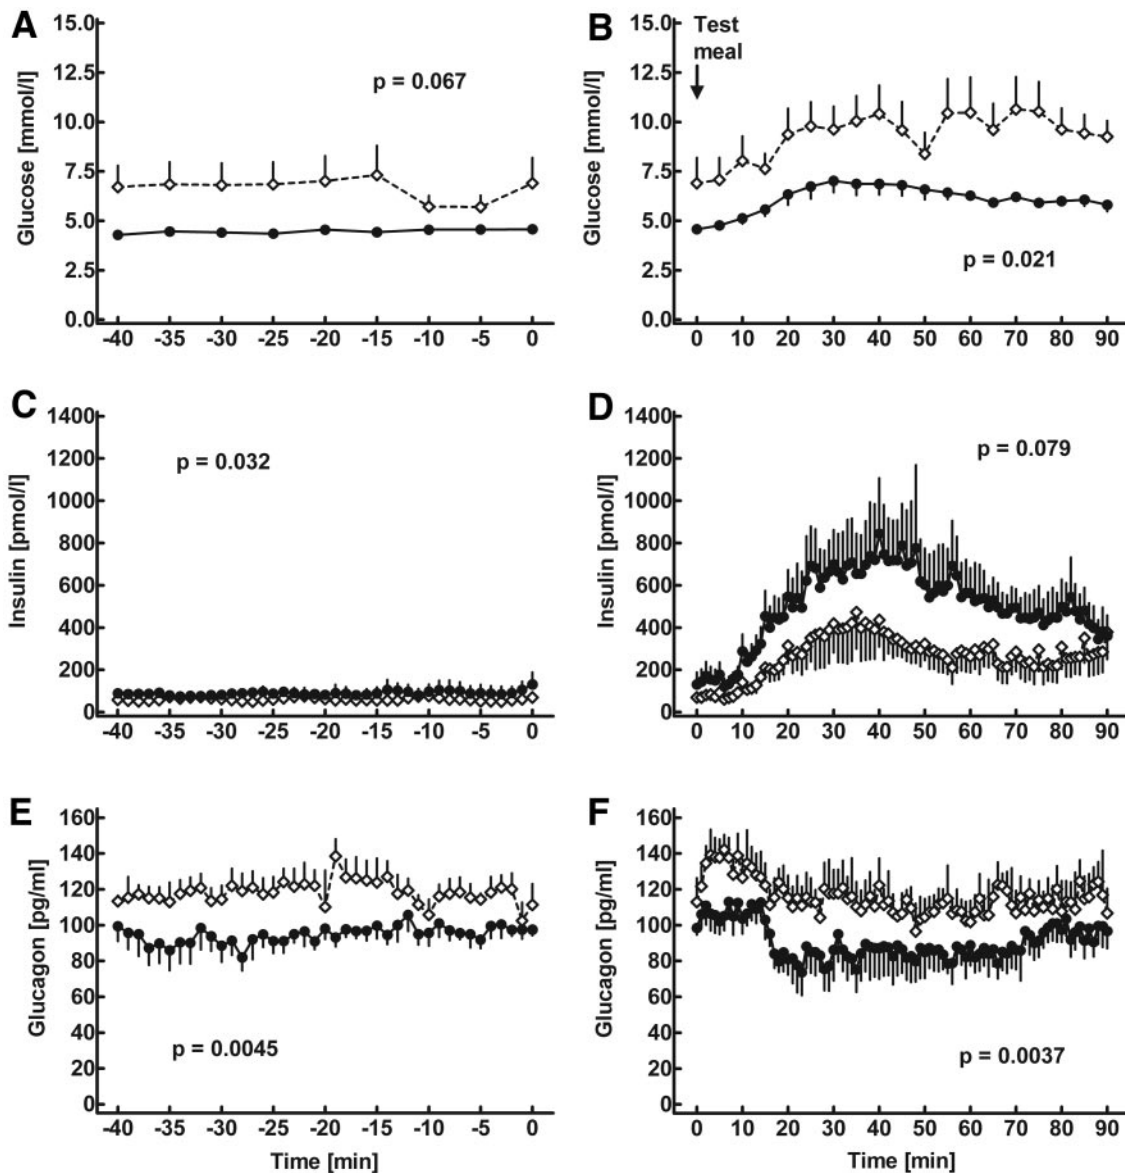 A
Glucose [mmol/l]
15.0
12.5
10.0
7.5
5.0
2.5
0.0
p = 0.067
-40 -35 -30 -25 -20 -15 -10 -5 0
B
Glucose [mmol/l]
15.0
12.5
10.0
7.5
5.0
2.5
0.0
Test
meal
p = 0.021
0 10 20 30 40 50 60 70 80 90
C
Insulin [pmol/l]
1400
1200
1000
800
600
400
200
0
p = 0.032
-40 -35 -30 -25 -20 -15 -10 -5 0
D
Insulin [pmol/l]
1400
1200
1000
800
600
400
200
0
p = 0.079
0 10 20 30 40 50 60 70 80 90
E
Glucagon [pg/ml]
160
140
120
100
80
60
40
20
0
p = 0.0045
-40 -35 -30 -25 -20 -15 -10 -5 0
Time [min]
F
Glucagon [pg/ml]
160
140
120
100
80
60
40
20
0
p = 0.0037
0 10 20 30 40 50 60 70 80 90
Time [min]